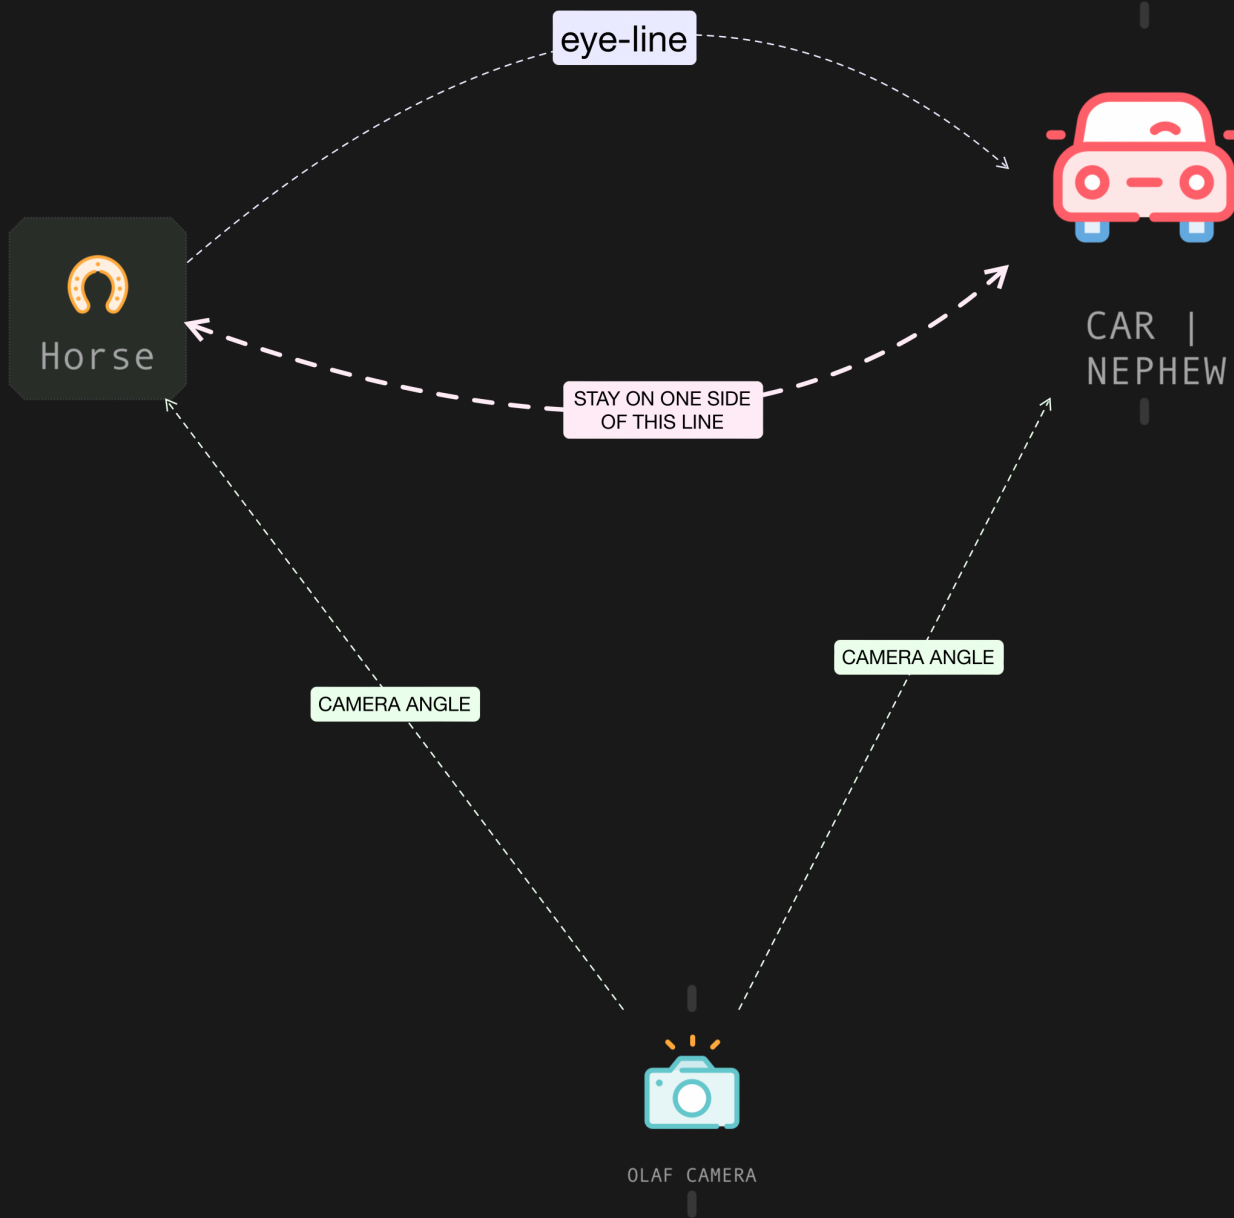 eye-line
Horse
CAR |
NEPHEW
STAY ON ONE SIDE
OF THIS LINE
CAMERA ANGLE
CAMERA ANGLE
OLAF CAMERA